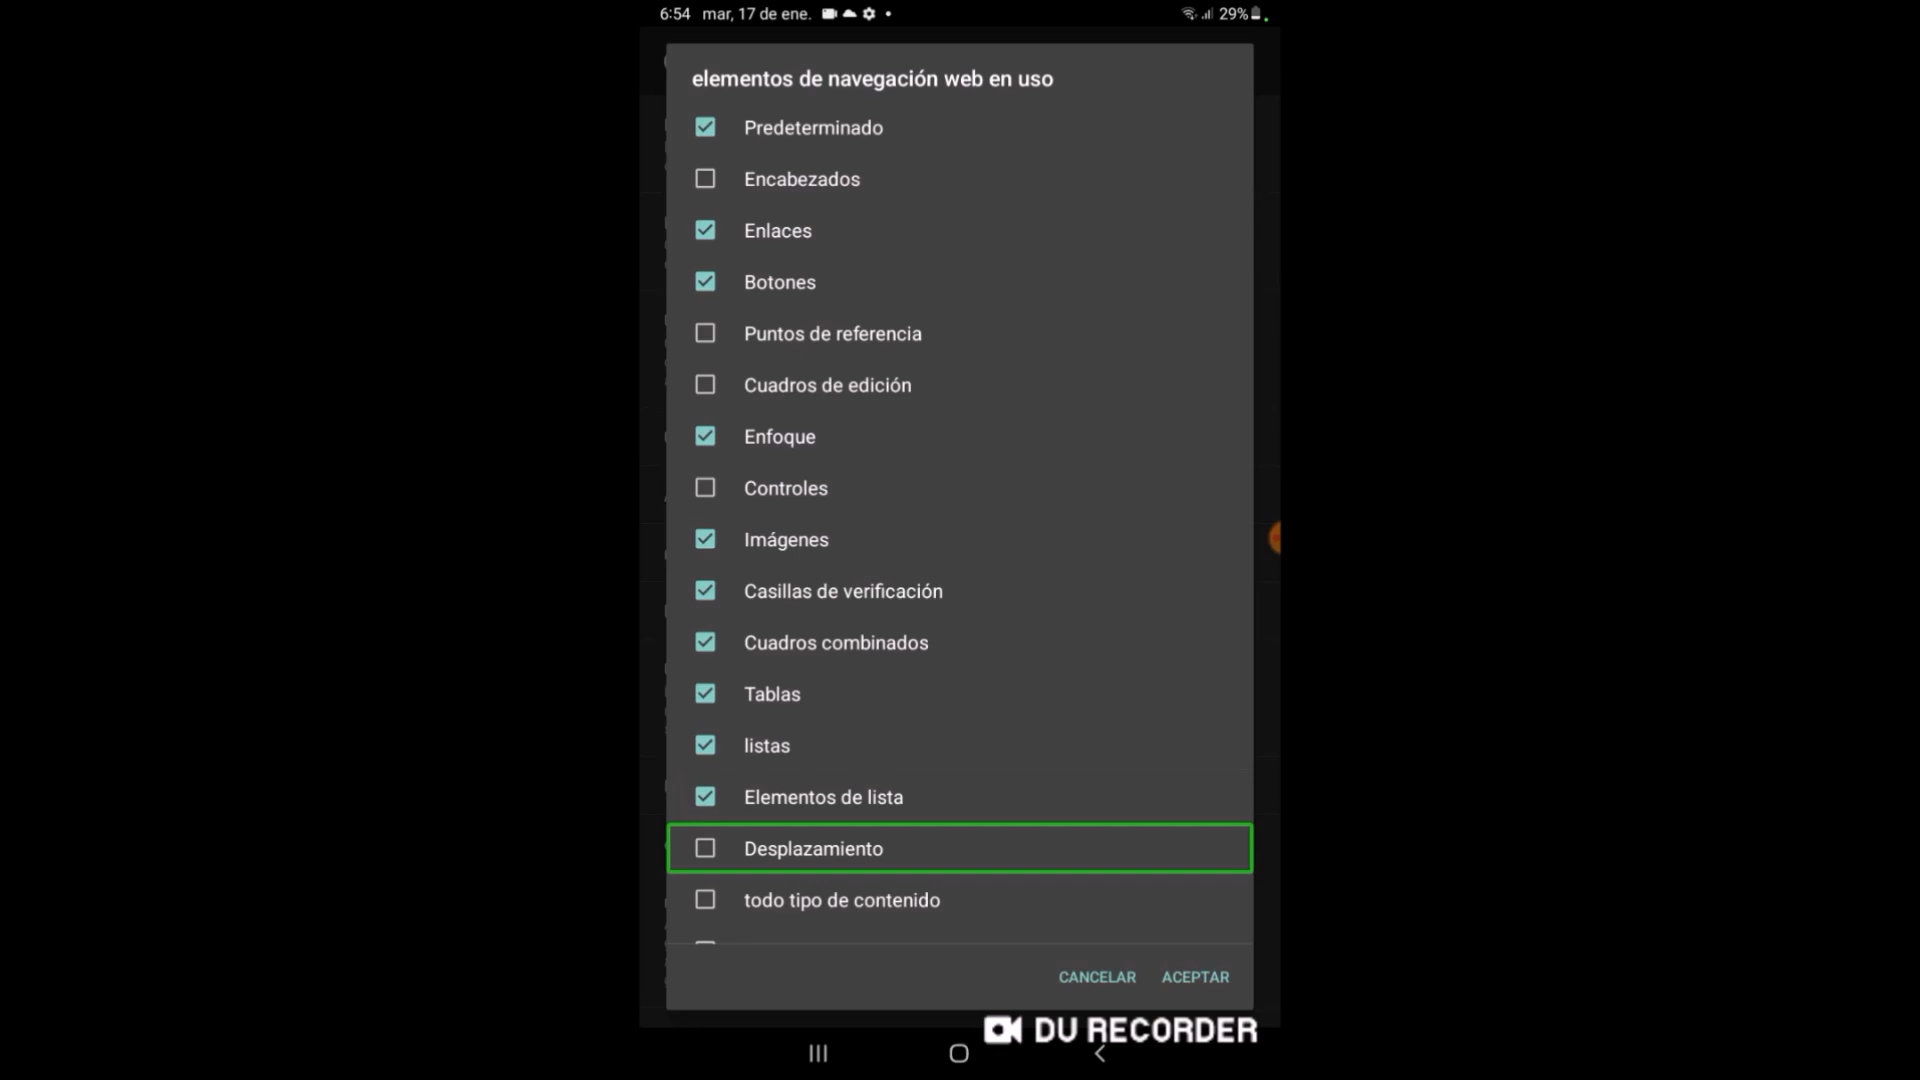 6:54 mar, 17 de ene. 29%
elementos de navegación web en uso
Predeterminado
Encabezados
Enlaces
Botones
Puntos de referencia
Cuadros de edición
Enfoque
Controles
Imágenes
Casillas de verificación
Cuadros combinados
Tablas
listas
Elementos de lista
Desplazamiento
todo tipo de contenido
CANCELAR ACEPTAR
DU RECORDER